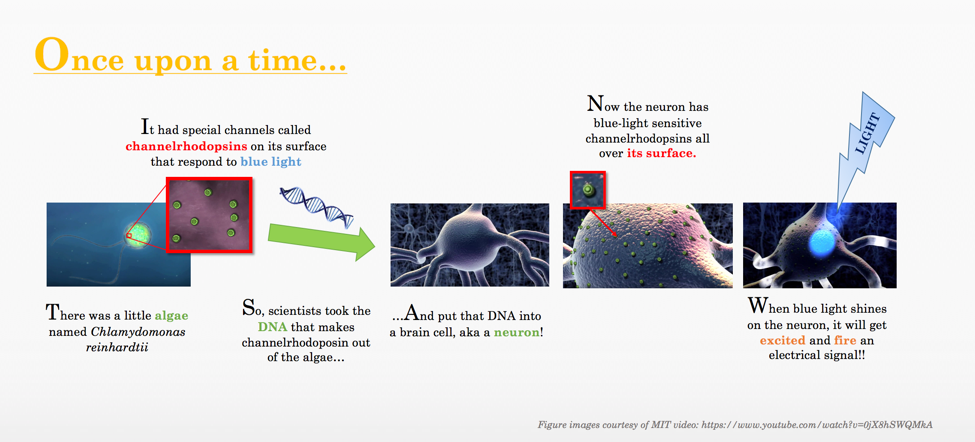 Once upon a time...
It had special channels called
channelrhodopsins on its surface
that respond to blue light
There was a little algae
named Chlamydomonas
reinhardtii
So, scientists took the
DNA that makes
channelrhodoposin out
of the algae...
...And put that DNA into
a brain cell, aka a neuron!
Now the neuron has
blue-light sensitive
channelrhodopsins all
over its surface.
LIGHT
When blue light shines
on the neuron, it will get
excited and fire an
electrical signal!!
Figure images courtesy of MIT video: https://www.youtube.com/watch?v=0jX8hSWQMkA